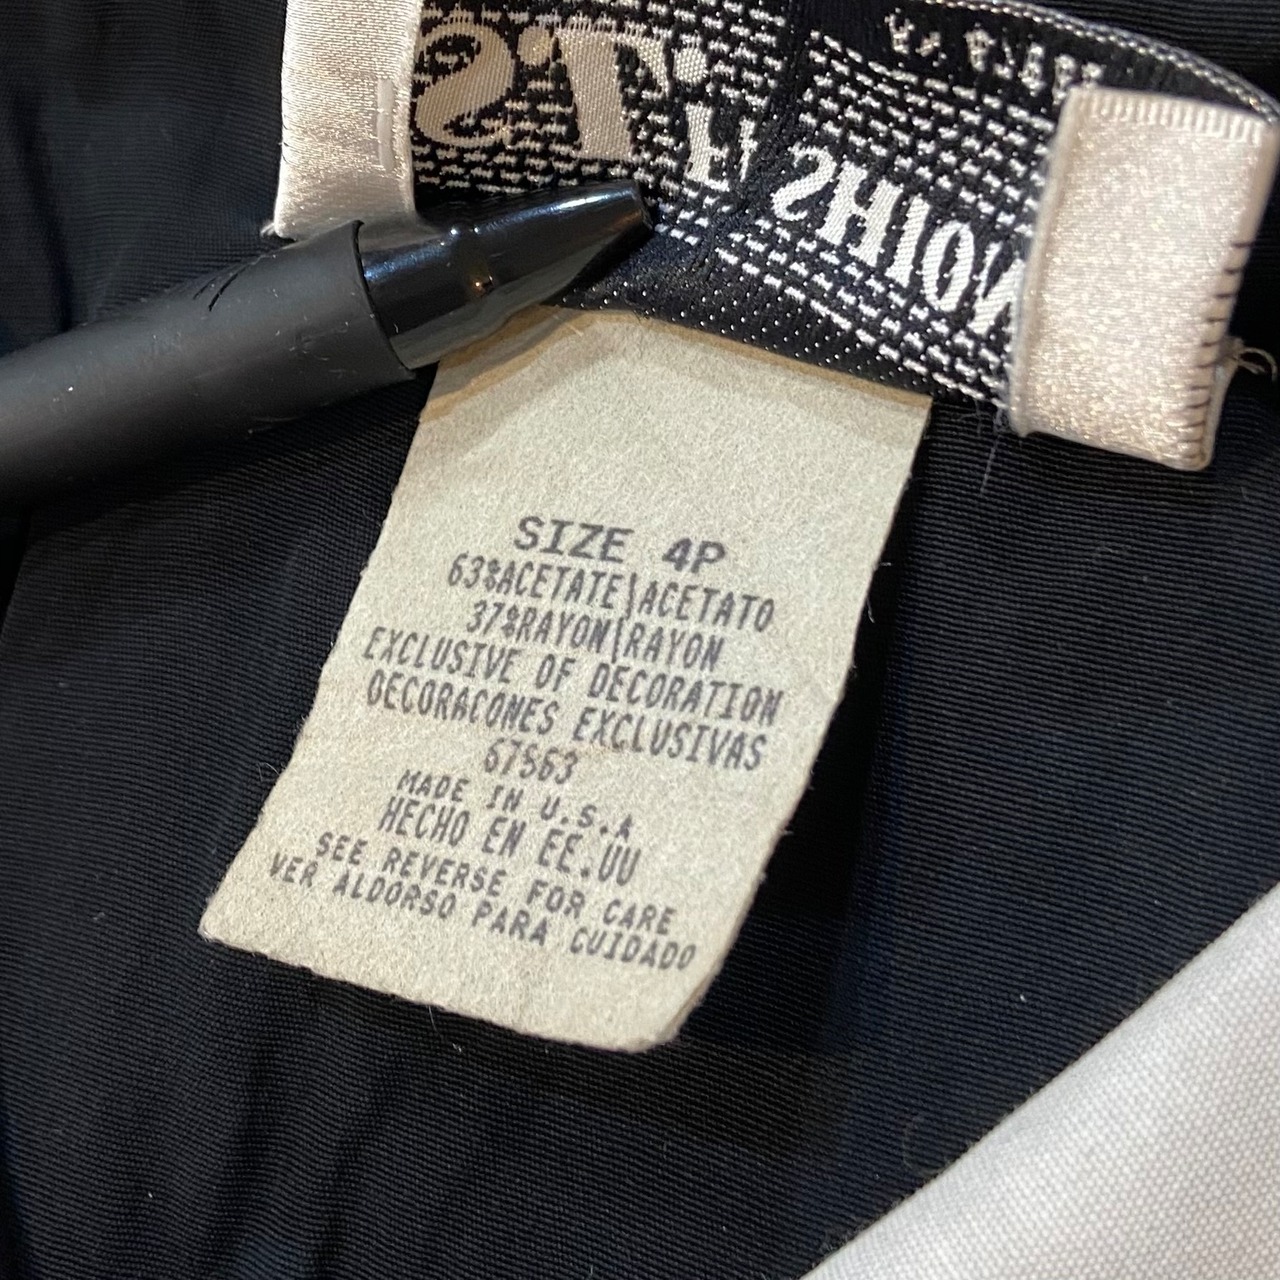 SIZE 4P
63%ACETATE\ACETATO
37%RAYON\RAYON
EXCLUSIVE OF DECORATION
DECORACONES EXCLUSIVAS
67563
MADE IN U.S.A
HECHO EN EE.UU
SEE REVERSE FOR CARE
VER ALDORSO PARA CUIDADO